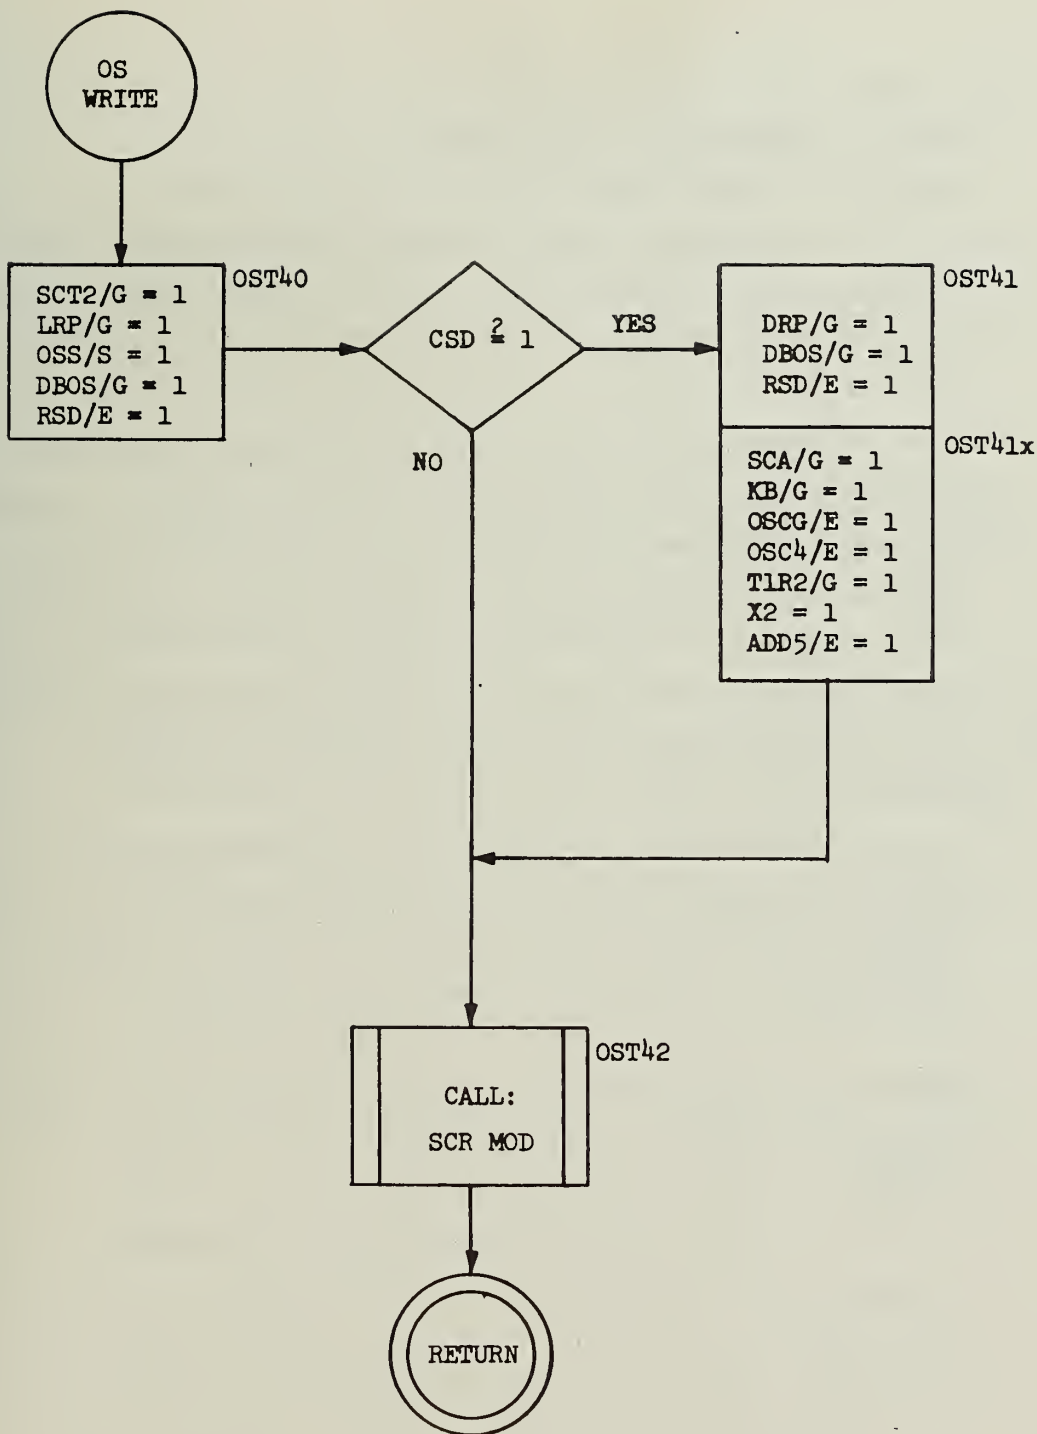 OS
WRITE
OST40
SCT2/G = 1
LRP/G = 1
OSS/S = 1
DBOS/G = 1
RSD/E = 1
CSD ?= 1
YES
NO
OST41
DRP/G = 1
DBOS/G = 1
RSD/E = 1
OST41x
SCA/G = 1
KB/G = 1
OSCG/E = 1
OSC4/E = 1
T1R2/G = 1
X2 = 1
ADD5/E = 1
OST42
CALL:
SCR MOD
RETURN